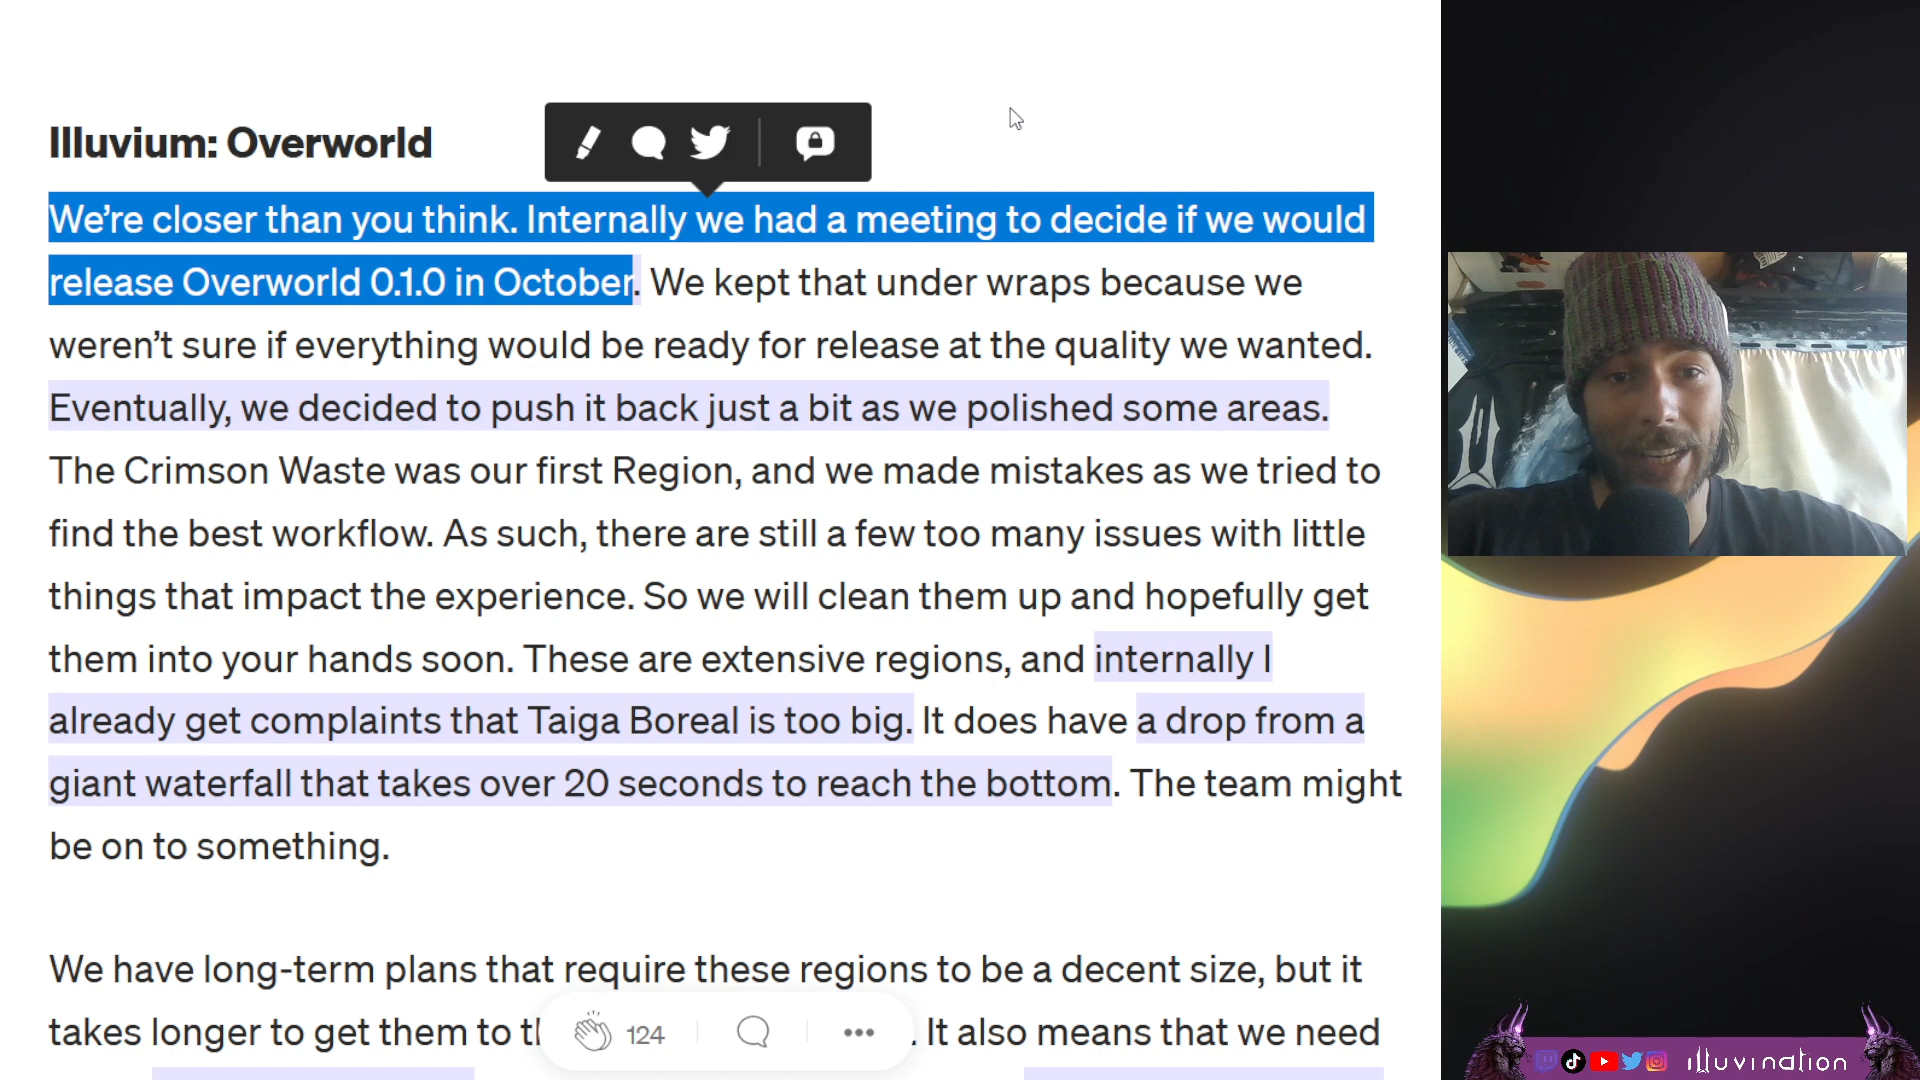 Illuvium: Overworld
We’re closer than you think. Internally we had a meeting to decide if we would
release Overworld 0.1.0 in October. We kept that under wraps because we
weren’t sure if everything would be ready for release at the quality we wanted.
Eventually, we decided to push it back just a bit as we polished some areas.
The Crimson Waste was our first Region, and we made mistakes as we tried to
find the best workflow. As such, there are still a few too many issues with little
things that impact the experience. So we will clean them up and hopefully get
them into your hands soon. These are extensive regions, and internally I
already get complaints that Taiga Boreal is too big. It does have a drop from a
giant waterfall that takes over 20 seconds to reach the bottom. The team might
be on to something.
We have long-term plans that require these regions to be a decent size, but it
takes longer to get them to . It also means that we need
124
illuvination